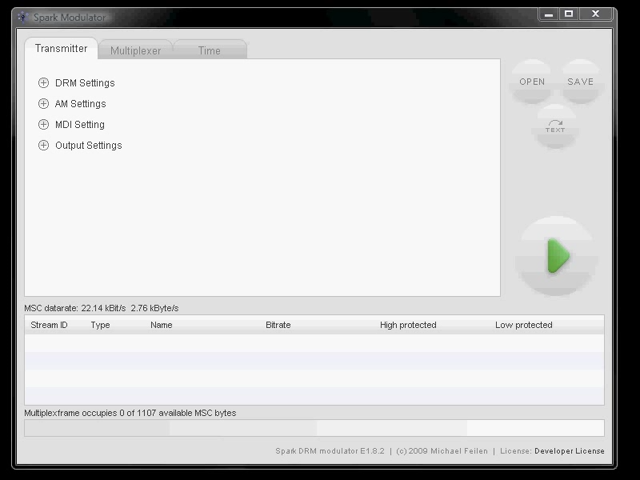 Spark Modulator
Transmitter Multiplexer Time
DRM Settings
AM Settings
MDI Setting
Output Settings
OPEN SAVE
TEXT
MSC datarate: 22.14 kBit/s 2.76 kByte/s
Stream ID Type Name Bitrate High protected Low protected
Multiplexframe occupies 0 of 1107 available MSC bytes
Spark DRM modulator E1.8.2 | (c) 2009 Michael Feilen | License: Developer License